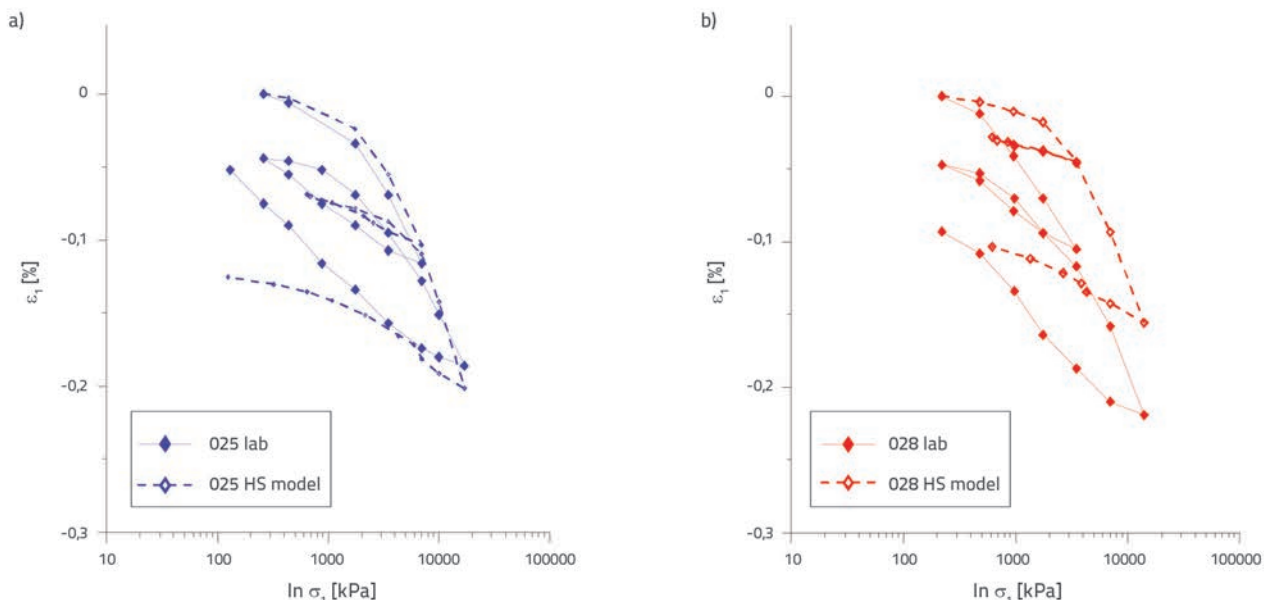 a)
0
-0,1
-0,2
-0,3
ε₁ [%]
025 lab
025 HS model
10 100 1000 10000 100000
ln σ₁ [kPa]
b)
0
-0,1
-0,2
-0,3
ε₁ [%]
028 lab
028 HS model
10 100 1000 10000 100000
ln σ₁ [kPa]